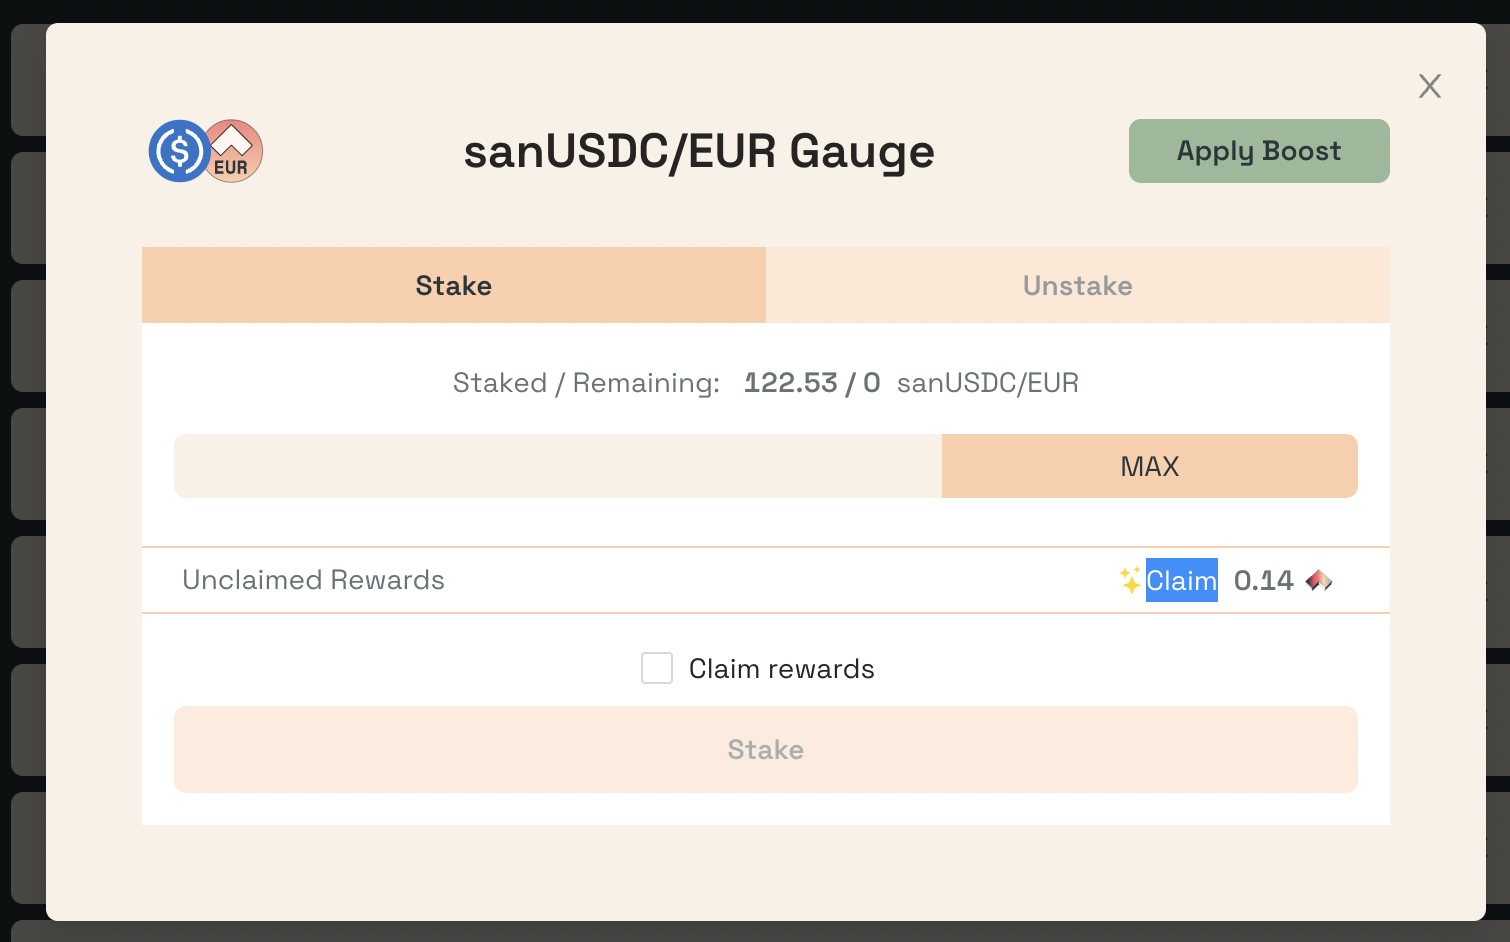 X
$ EUR sanUSDC/EUR Gauge Apply Boost
Stake Unstake
Staked / Remaining: 122.53 / 0 sanUSDC/EUR
MAX
Unclaimed Rewards ✨Claim 0.14
Claim rewards
Stake